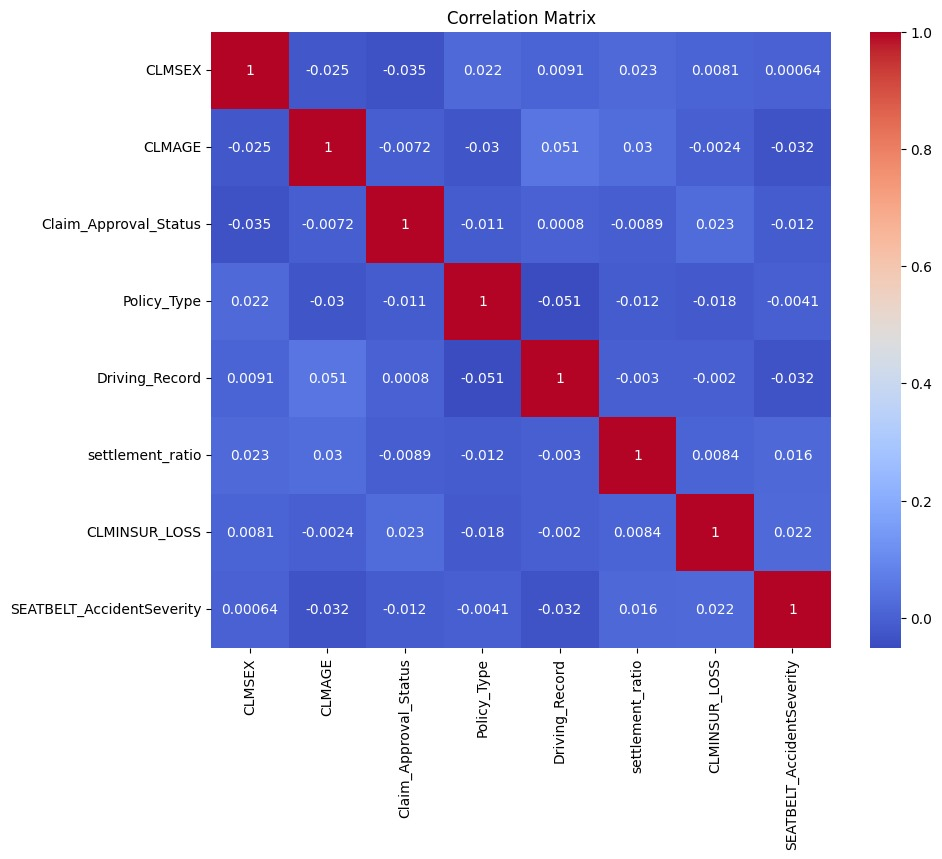 Correlation Matrix
CLMSEX 1 -0.025 -0.035 0.022 0.0091 0.023 0.0081 0.00064
CLMAGE -0.025 1 -0.0072 -0.03 0.051 0.03 -0.0024 -0.032
Claim_Approval_Status -0.035 -0.0072 1 -0.011 0.0008 -0.0089 0.023 -0.012
Policy_Type 0.022 -0.03 -0.011 1 -0.051 -0.012 -0.018 -0.0041
Driving_Record 0.0091 0.051 0.0008 -0.051 1 -0.003 -0.002 -0.032
settlement_ratio 0.023 0.03 -0.0089 -0.012 -0.003 1 0.0084 0.016
CLMINSUR_LOSS 0.0081 -0.0024 0.023 -0.018 -0.002 0.0084 1 0.022
SEATBELT_AccidentSeverity 0.00064 -0.032 -0.012 -0.0041 -0.032 0.016 0.022 1
CLMSEX
CLMAGE
Claim_Approval_Status
Policy_Type
Driving_Record
settlement_ratio
CLMINSUR_LOSS
SEATBELT_AccidentSeverity
1.0
0.8
0.6
0.4
0.2
0.0